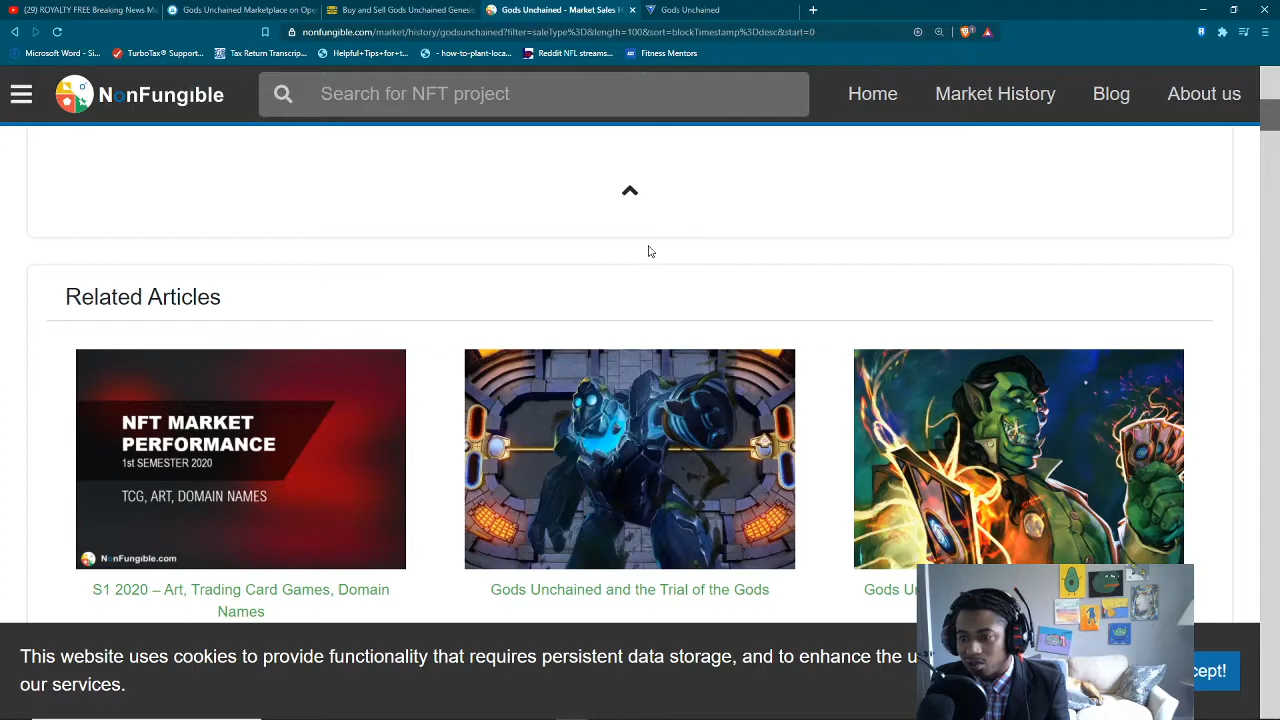 (29) ROYALTY FREE Breaking News Mu
Gods Unchained Marketplace on Ope
Buy and Sell Gods Unchained Genesis
Gods Unchained - Market Sales H
Gods Unchained
nonfungible.com/market/history/godsunchained?filter=saleType%3D&length=100&sort=blockTimestamp%3Ddesc&start=0
Microsoft Word - Si...
TurboTax® Support...
Tax Return Transcrip...
Helpful+Tips+for+t...
-how-to-plant-loca...
Reddit NFL streams...
Fitness Mentors
NonFungible
Search for NFT project
Home
Market History
Blog
About us
Related Articles
NFT MARKET
PERFORMANCE
1st SEMESTER 2020
TCG, ART, DOMAIN NAMES
NonFungible.com
S1 2020 – Art, Trading Card Games, Domain
Names
Gods Unchained and the Trial of the Gods
Gods Un
This website uses cookies to provide functionality that requires persistent data storage, and to enhance the u
our services.
cept!